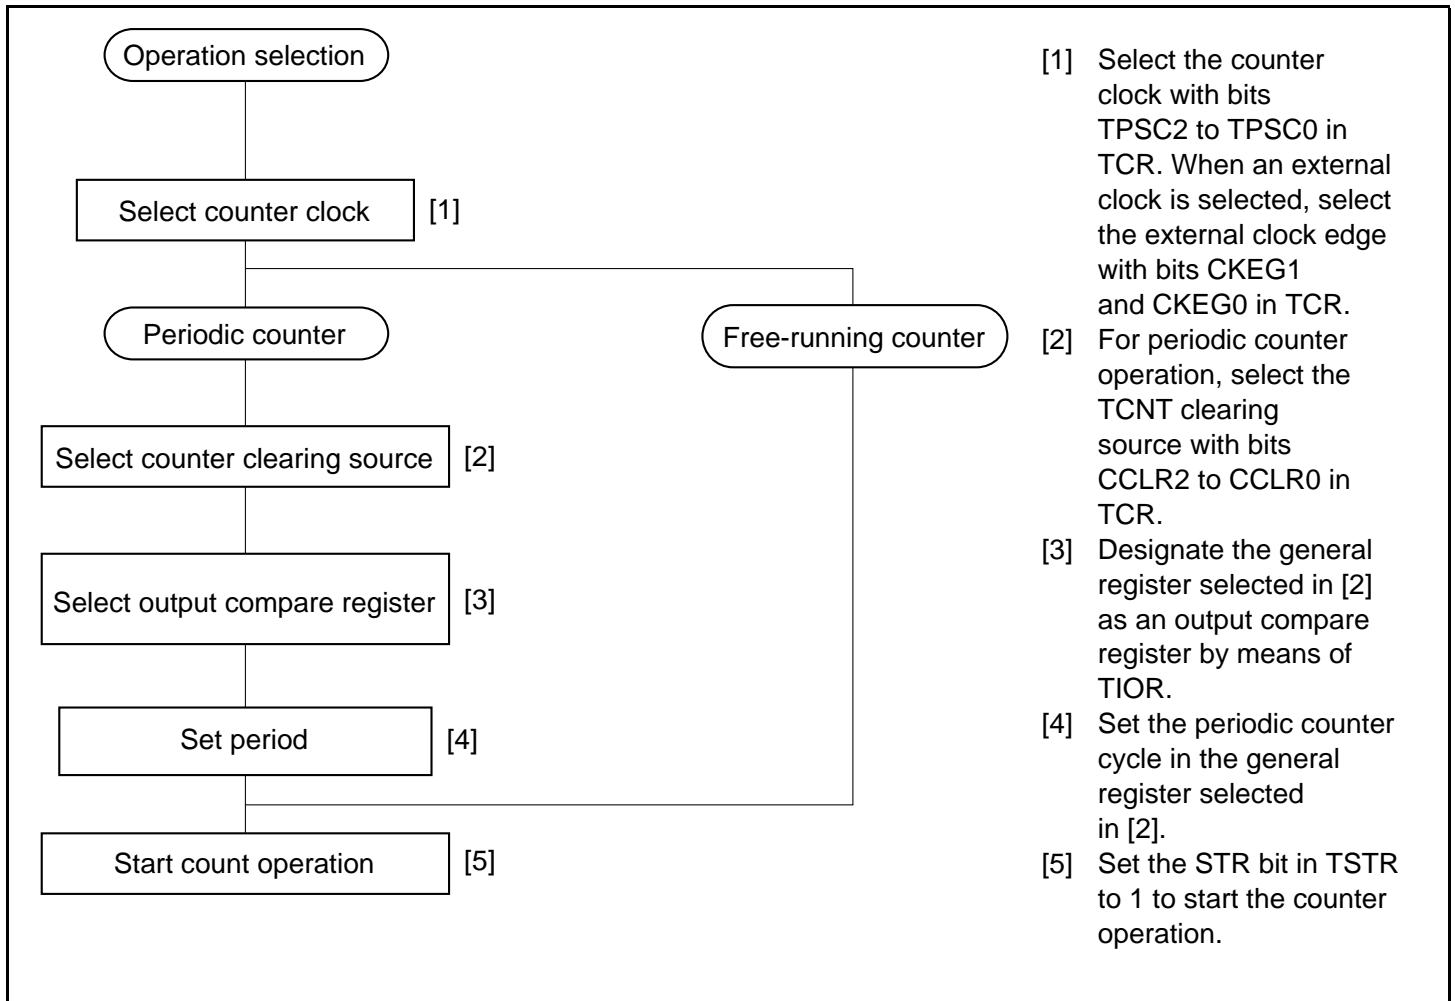 Operation selection
Select counter clock
[1]
Periodic counter
Free-running counter
Select counter clearing source
[2]
Select output compare register
[3]
Set period
[4]
Start count operation
[5]
[1] Select the counter
clock with bits
TPSC2 to TPSC0 in
TCR. When an external
clock is selected, select
the external clock edge
with bits CKEG1
and CKEG0 in TCR.
[2] For periodic counter
operation, select the
TCNT clearing
source with bits
CCLR2 to CCLR0 in
TCR.
[3] Designate the general
register selected in [2]
as an output compare
register by means of
TIOR.
[4] Set the periodic counter
cycle in the general
register selected
in [2].
[5] Set the STR bit in TSTR
to 1 to start the counter
operation.